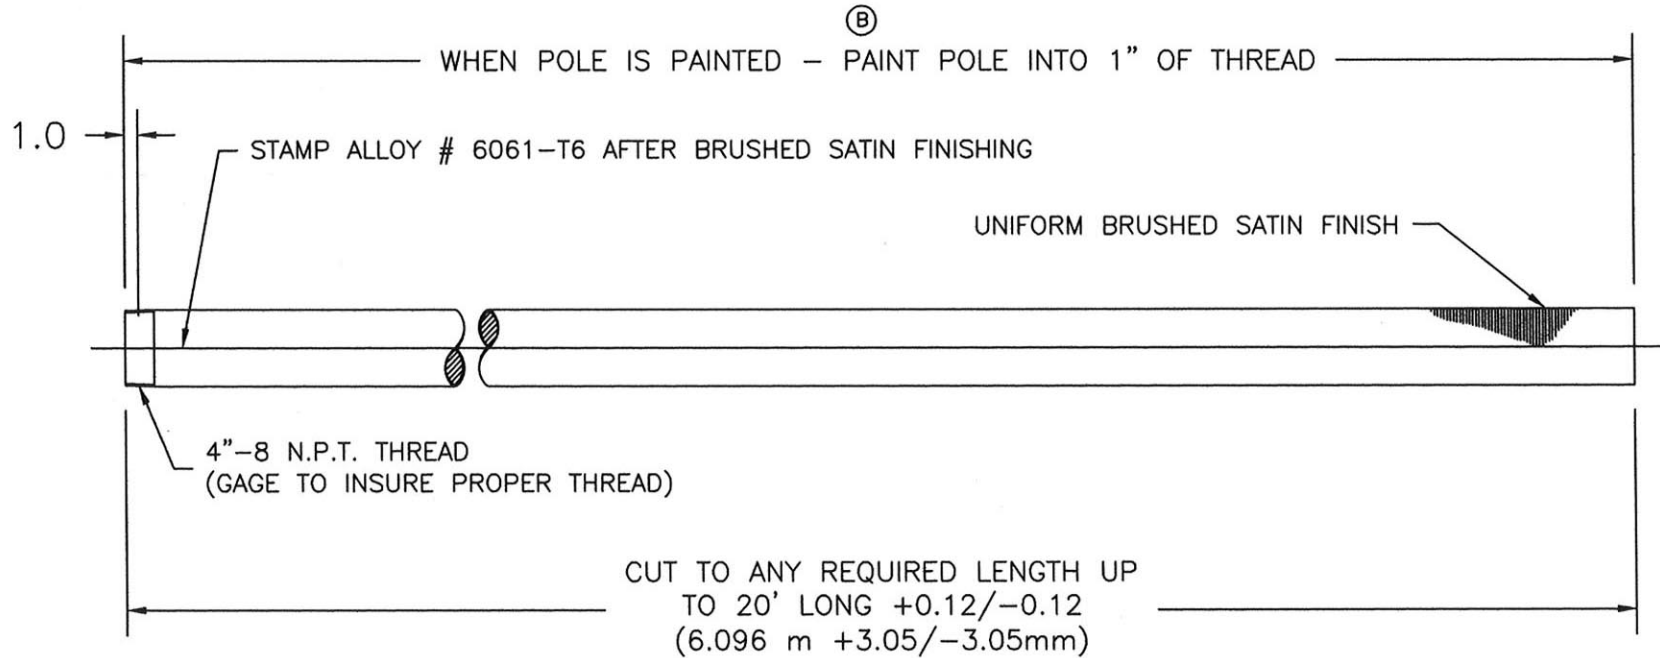 B
WHEN POLE IS PAINTED – PAINT POLE INTO 1” OF THREAD
1.0
STAMP ALLOY # 6061–T6 AFTER BRUSHED SATIN FINISHING
UNIFORM BRUSHED SATIN FINISH
4”–8 N.P.T. THREAD
(GAGE TO INSURE PROPER THREAD)
CUT TO ANY REQUIRED LENGTH UP
TO 20’ LONG +0.12/–0.12
(6.096 m +3.05/–3.05mm)